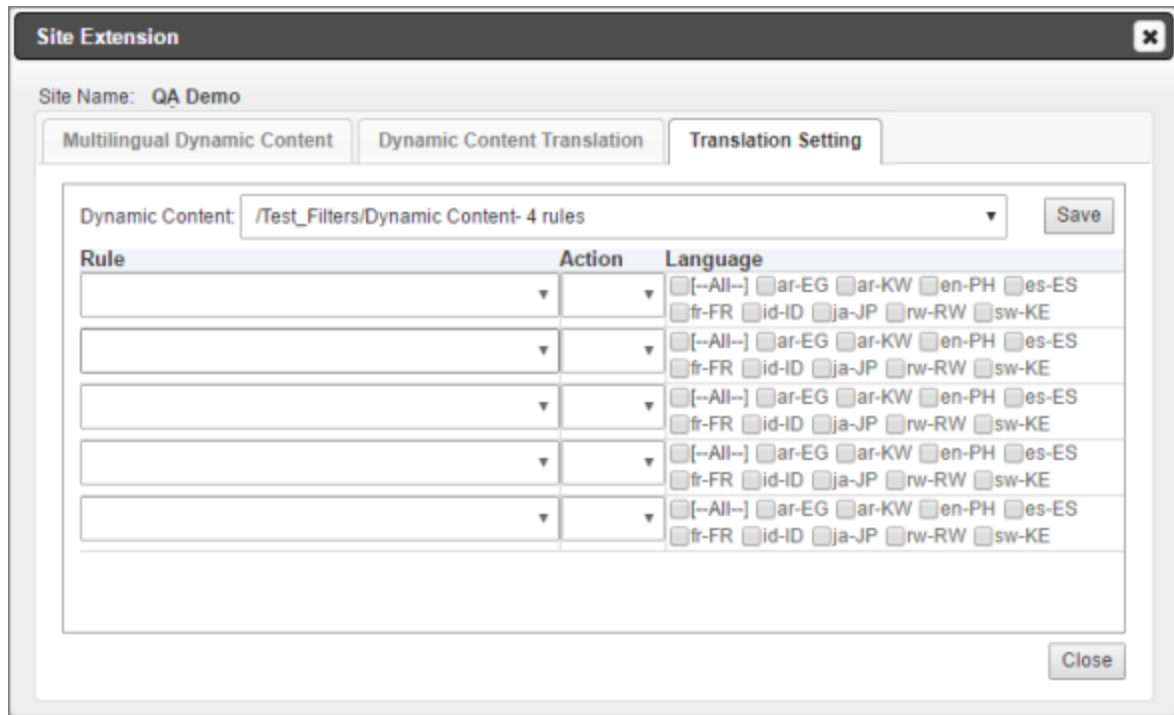 Site Extension
Site Name: QA Demo
Multilingual Dynamic Content Dynamic Content Translation Translation Setting
Dynamic Content: /Test_Filters/Dynamic Content- 4 rules Save
Rule Action Language
[--All--] ar-EG ar-KW en-PH es-ES
fr-FR id-ID ja-JP rw-RW sw-KE
[--All--] ar-EG ar-KW en-PH es-ES
fr-FR id-ID ja-JP rw-RW sw-KE
[--All--] ar-EG ar-KW en-PH es-ES
fr-FR id-ID ja-JP rw-RW sw-KE
[--All--] ar-EG ar-KW en-PH es-ES
fr-FR id-ID ja-JP rw-RW sw-KE
[--All--] ar-EG ar-KW en-PH es-ES
fr-FR id-ID ja-JP rw-RW sw-KE
Close